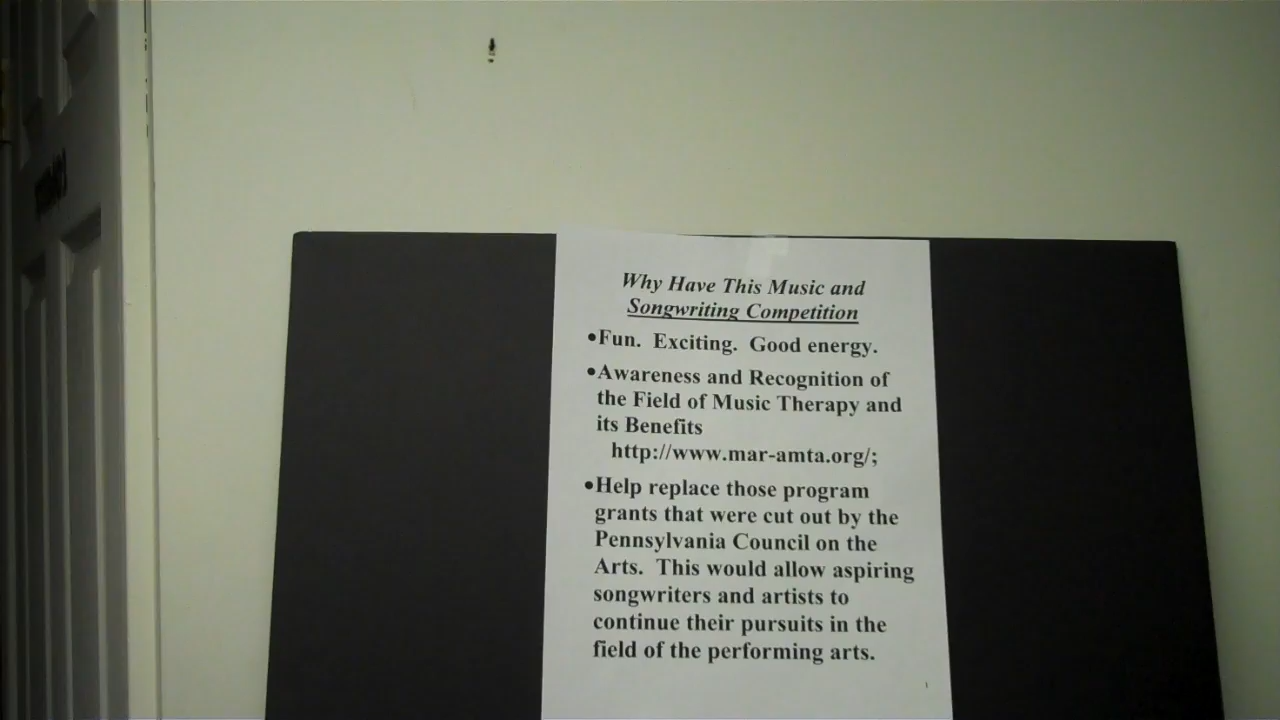 Why Have This Music and
Songwriting Competition
•Fun.  Exciting.  Good energy.
•Awareness and Recognition of
the Field of Music Therapy and
its Benefits
http://www.mar-amta.org/;
•Help replace those program
grants that were cut out by the
Pennsylvania Council on the
Arts.  This would allow aspiring
songwriters and artists to
continue their pursuits in the
field of the performing arts.